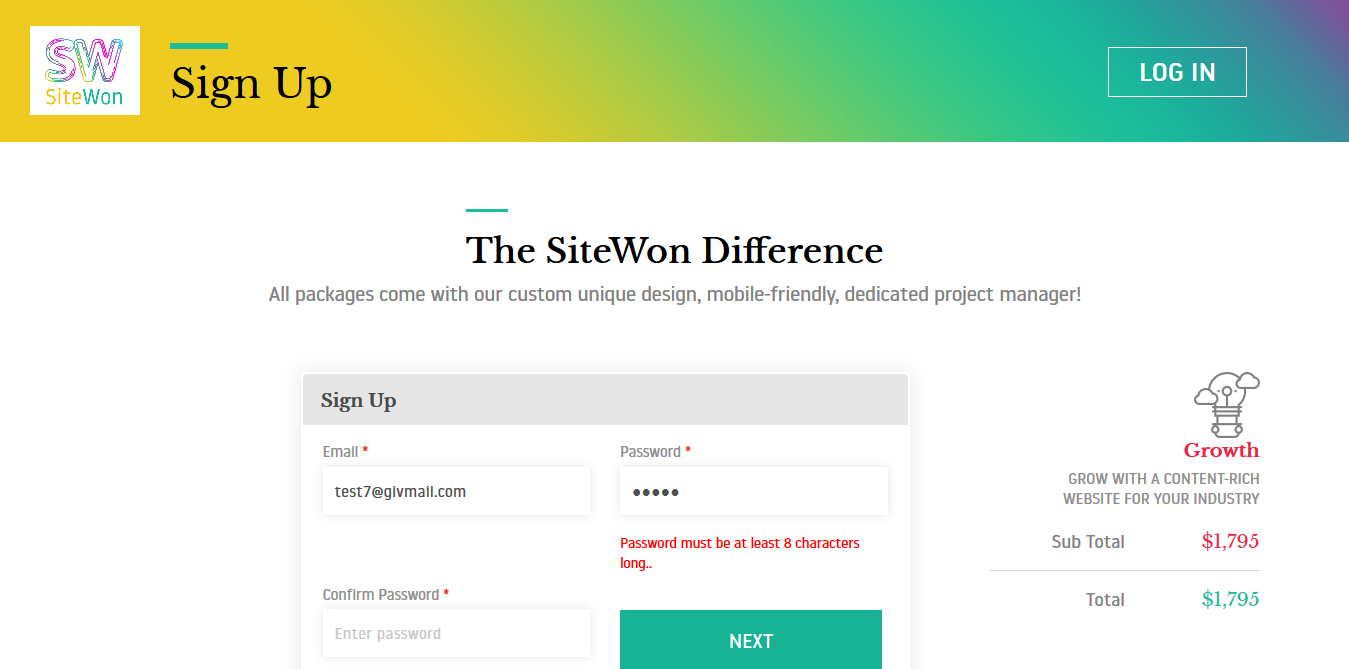 SW
SiteWon
Sign Up
LOG IN
The SiteWon Difference
All packages come with our custom unique design, mobile-friendly, dedicated project manager!
Sign Up
Email *
Password *
test7@givmail.com
●●●●●
Password must be at least 8 characters
long..
Confirm Password *
Enter password
NEXT
Growth
GROW WITH A CONTENT-RICH
WEBSITE FOR YOUR INDUSTRY
Sub Total $1,795
Total $1,795